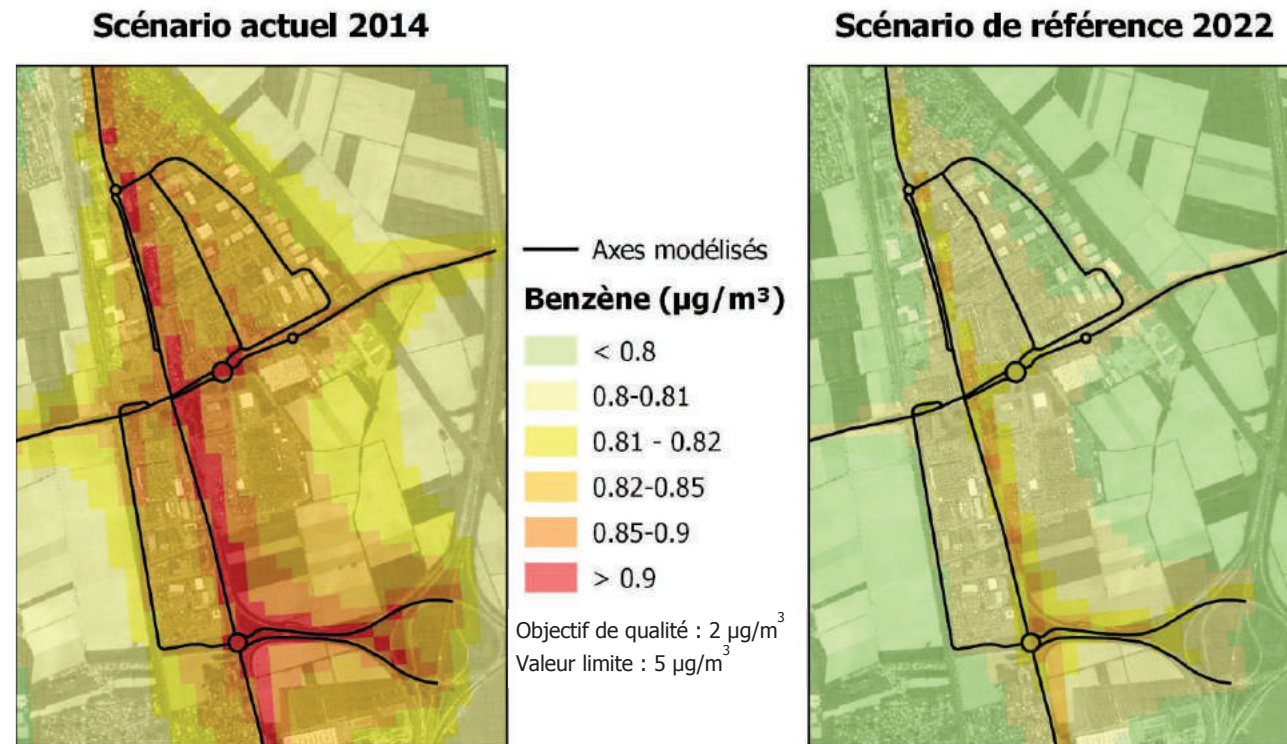 Scénario actuel 2014
Scénario de référence 2022
Axes modélisés
Benzène (µg/m³)
< 0.8
0.8-0.81
0.81 - 0.82
0.82-0.85
0.85-0.9
> 0.9
Objectif de qualité : 2 µg/m³
Valeur limite : 5 µg/m³